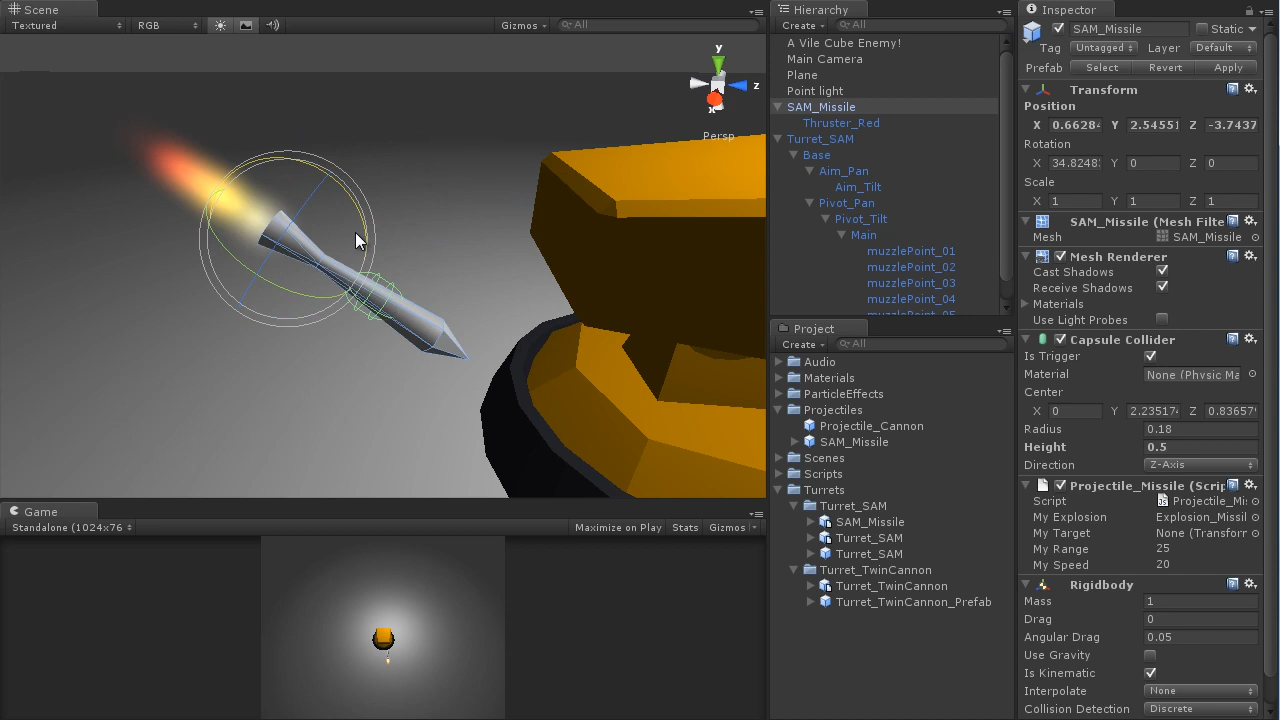 Scene
Textured RGB Gizmos All
y
z
x
Persp
Game
Standalone (1024x76 Maximize on Play Stats Gizmos
Hierarchy
Create All
A Vile Cube Enemy!
Main Camera
Plane
Point light
SAM_Missile
Thruster_Red
Turret_SAM
Base
Aim_Pan
Aim_Tilt
Pivot_Pan
Pivot_Tilt
Main
muzzlePoint_01
muzzlePoint_02
muzzlePoint_03
muzzlePoint_04
Project
Create All
Audio
Materials
ParticleEffects
Projectiles
Projectile_Cannon
SAM_Missile
Scenes
Scripts
Turrets
Turret_SAM
SAM_Missile
Turret_SAM
Turret_SAM
Turret_TwinCannon
Turret_TwinCannon
Turret_TwinCannon_Prefab
Inspector
SAM_Missile Static
Tag Untagged Layer Default
Prefab Select Revert Apply
Transform
Position
X 0.6628 Y 2.5455 Z -3.7437
Rotation
X 34.8248 Y 0 Z 0
Scale
X 1 Y 1 Z 1
SAM_Missile (Mesh Filte
Mesh SAM_Missile
Mesh Renderer
Cast Shadows
Receive Shadows
Materials
Use Light Probes
Capsule Collider
Is Trigger
Material None (Physic Ma
Center
X 0 Y 2.2351 Z 0.8365
Radius 0.18
Height 0.5
Direction Z-Axis
Projectile_Missile (Scrip
Script Projectile_Mi
My Explosion Explosion_Missil
My Target None (Transforr
My Range 25
My Speed 20
Rigidbody
Mass 1
Drag 0
Angular Drag 0.05
Use Gravity
Is Kinematic
Interpolate None
Collision Detection Discrete